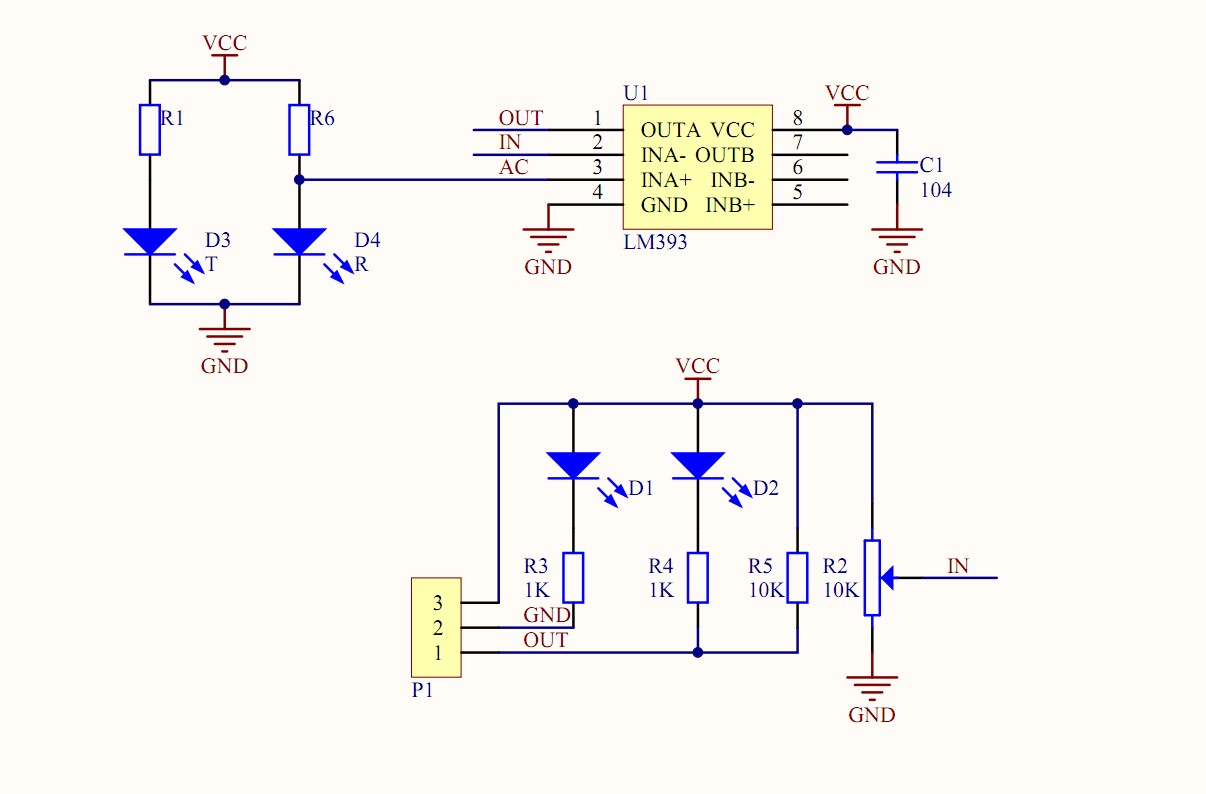 VCC
R1
R6
D3
T
D4
R
GND
U1
OUT
IN
AC
1
2
3
4
OUTA VCC
INA- OUTB
INA+ INB-
GND INB+
8
7
6
5
LM393
GND
VCC
C1
104
GND
VCC
D1
D2
R3
1K
R4
1K
R5
10K
R2
10K
IN
GND
OUT
3
2
1
P1
GND